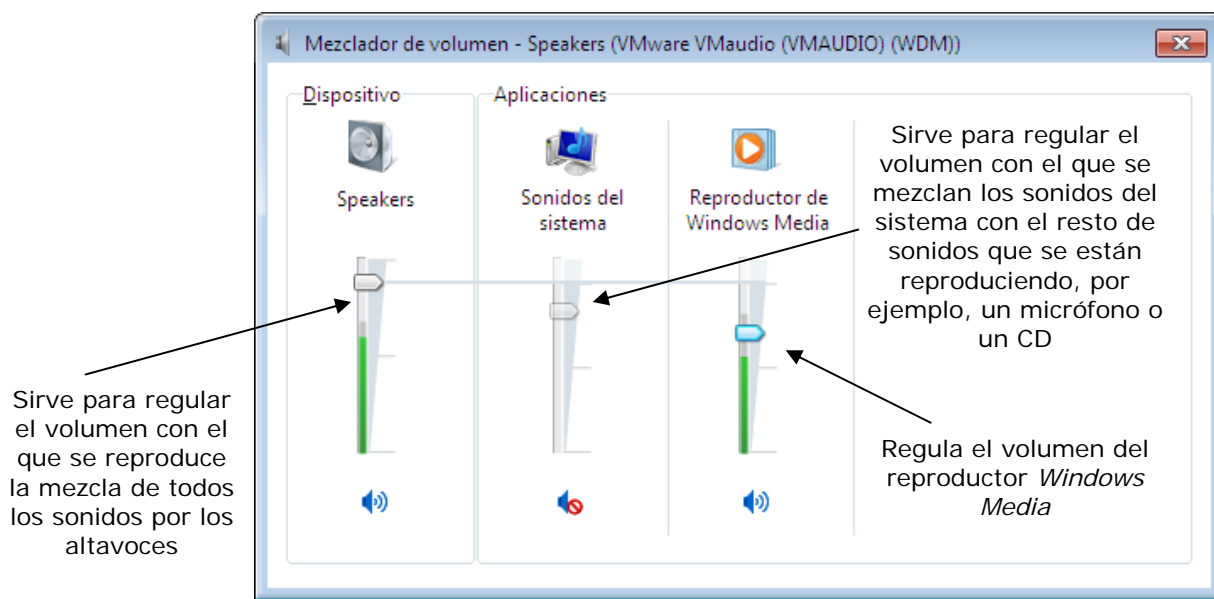 Mezclador de volumen - Speakers (VMware VMaudio (VMAUDIO) (WDM))
Dispositivo
Aplicaciones
Speakers
Sonidos del
sistema
Reproductor de
Windows Media
Sirve para regular el
volumen con el que se
mezclan los sonidos del
sistema con el resto de
sonidos que se están
reproduciendo, por
ejemplo, un micrófono o
un CD
Sirve para regular
el volumen con el
que se reproduce
la mezcla de todos
los sonidos por los
altavoces
Regula el volumen del
reproductor Windows
Media